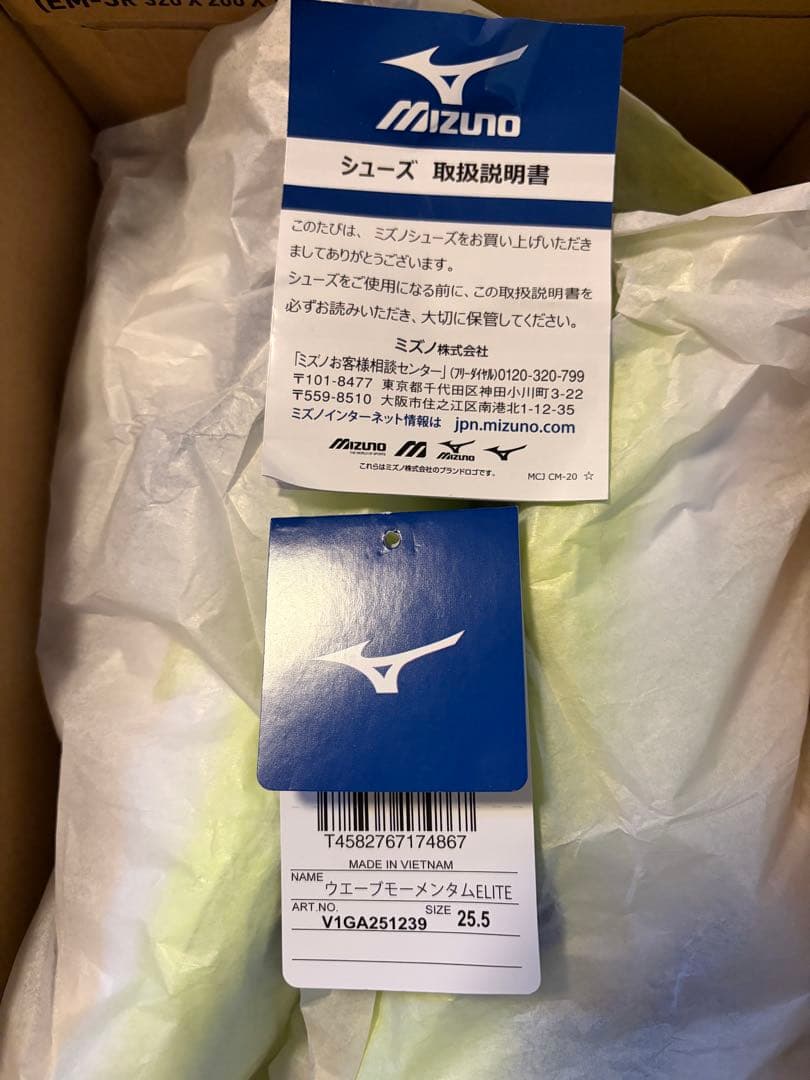 MIZUNO
シューズ 取扱説明書
このたびは、ミズノシューズをお買い上げいただき
ましてありがとうございます。
シューズをご使用になる前に、この取扱説明書を
必ずお読みいただき、大切に保管してください。
ミズノ株式会社
「ミズノお客様相談センター」(フリーダイヤル)0120-320-799
〒101-8477 東京都千代田区神田小川町3-22
〒559-8510 大阪市住之江区南港北1-12-35
ミズノインターネット情報は jpn.mizuno.com
MIZUNO MIZUNO
THE WORLD OF SPORTS
これらはミズノ株式会社のブランドロゴです。 MCJ CM-20 ☆
T4582767174867
MADE IN VIETNAM
NAME ウエーブモーメンタムELITE
ART.NO. V1GA251239 SIZE 25.5